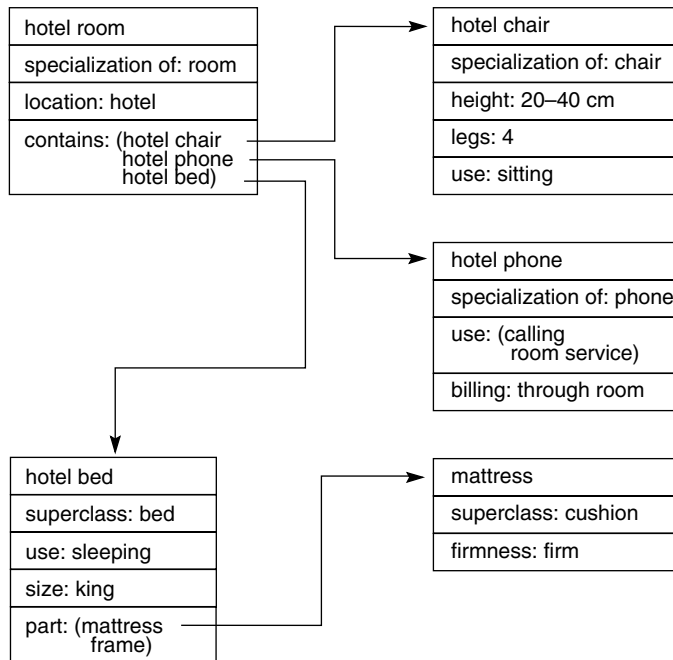 hotel room
specialization of: room
location: hotel
contains: (hotel chair
hotel phone
hotel bed)
hotel chair
specialization of: chair
height: 20–40 cm
legs: 4
use: sitting
hotel phone
specialization of: phone
use: (calling
room service)
billing: through room
hotel bed
superclass: bed
use: sleeping
size: king
part: (mattress
frame)
mattress
superclass: cushion
firmness: firm